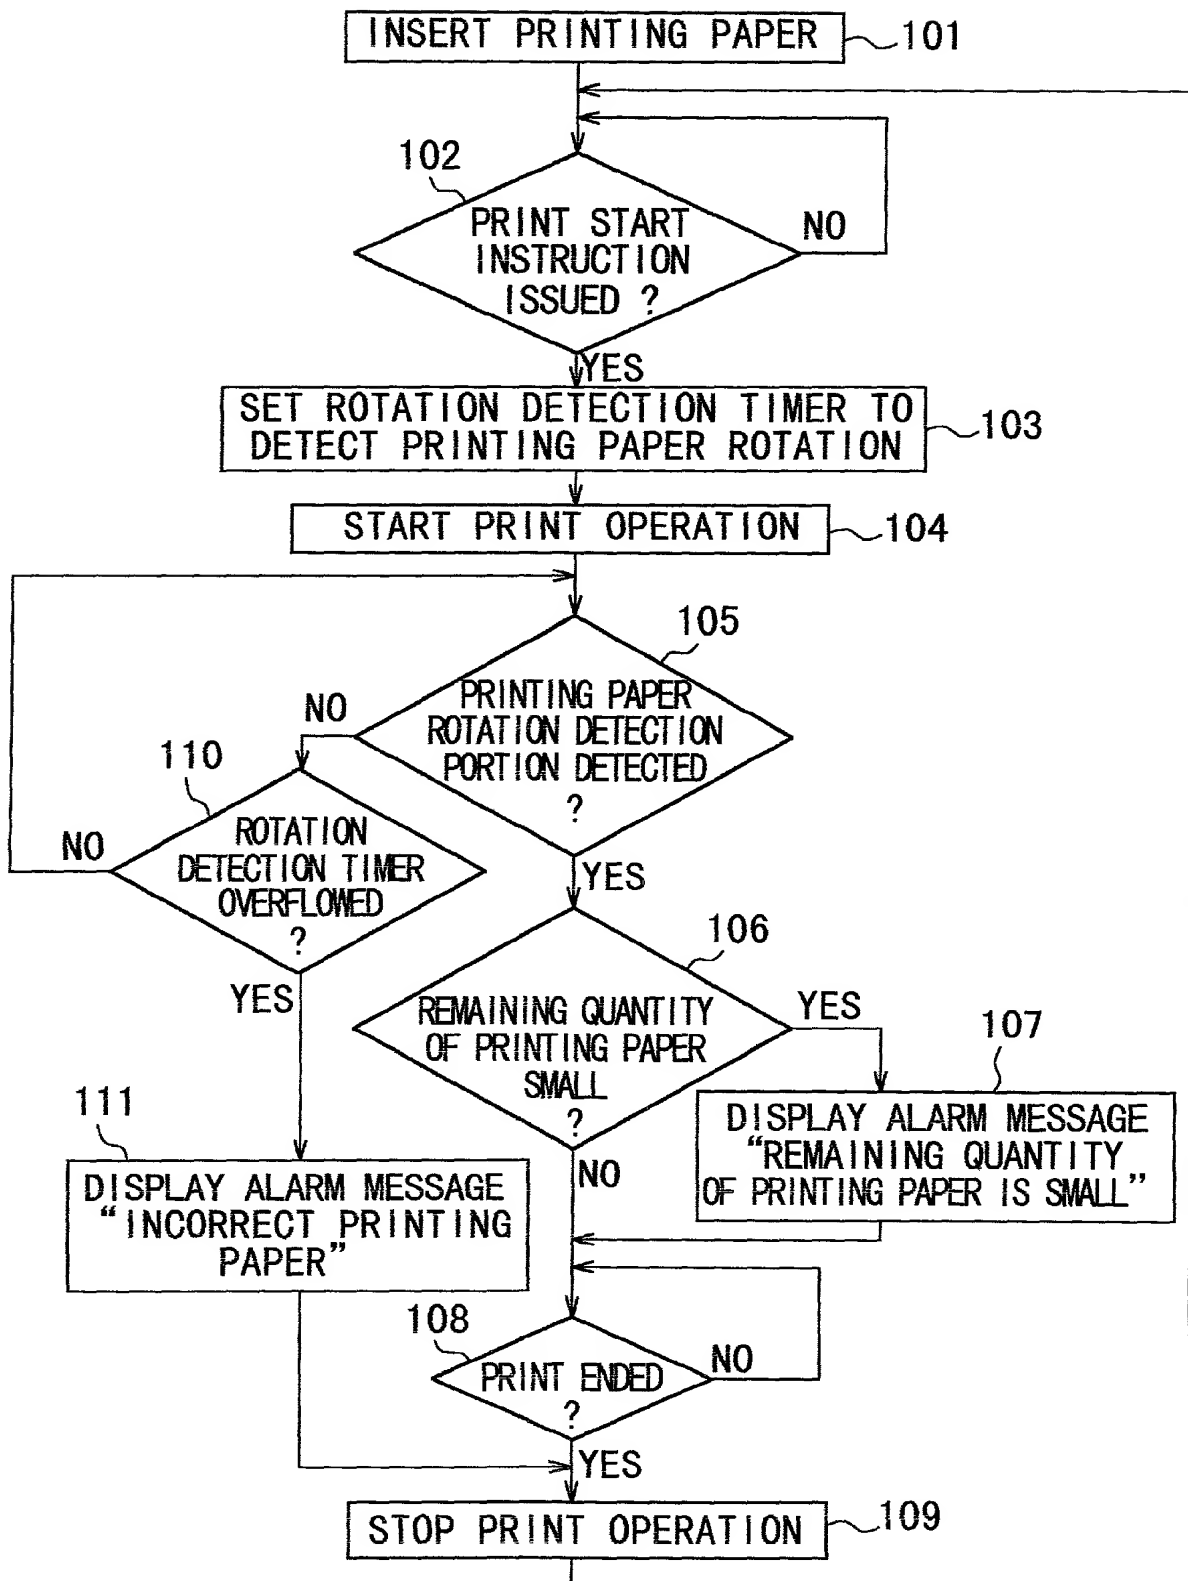 INSERT PRINTING PAPER
101
102
PRINT START
INSTRUCTION
ISSUED ?
NO
YES
SET ROTATION DETECTION TIMER TO
DETECT PRINTING PAPER ROTATION
103
START PRINT OPERATION
104
105
PRINTING PAPER
ROTATION DETECTION
PORTION DETECTED
?
NO
YES
110
ROTATION
DETECTION TIMER
OVERFLOWED
?
NO
YES
106
REMAINING QUANTITY
OF PRINTING PAPER
SMALL
?
YES
NO
107
DISPLAY ALARM MESSAGE
“REMAINING QUANTITY
OF PRINTING PAPER IS SMALL”
111
DISPLAY ALARM MESSAGE
“INCORRECT PRINTING
PAPER”
108
PRINT ENDED
?
NO
YES
STOP PRINT OPERATION
109